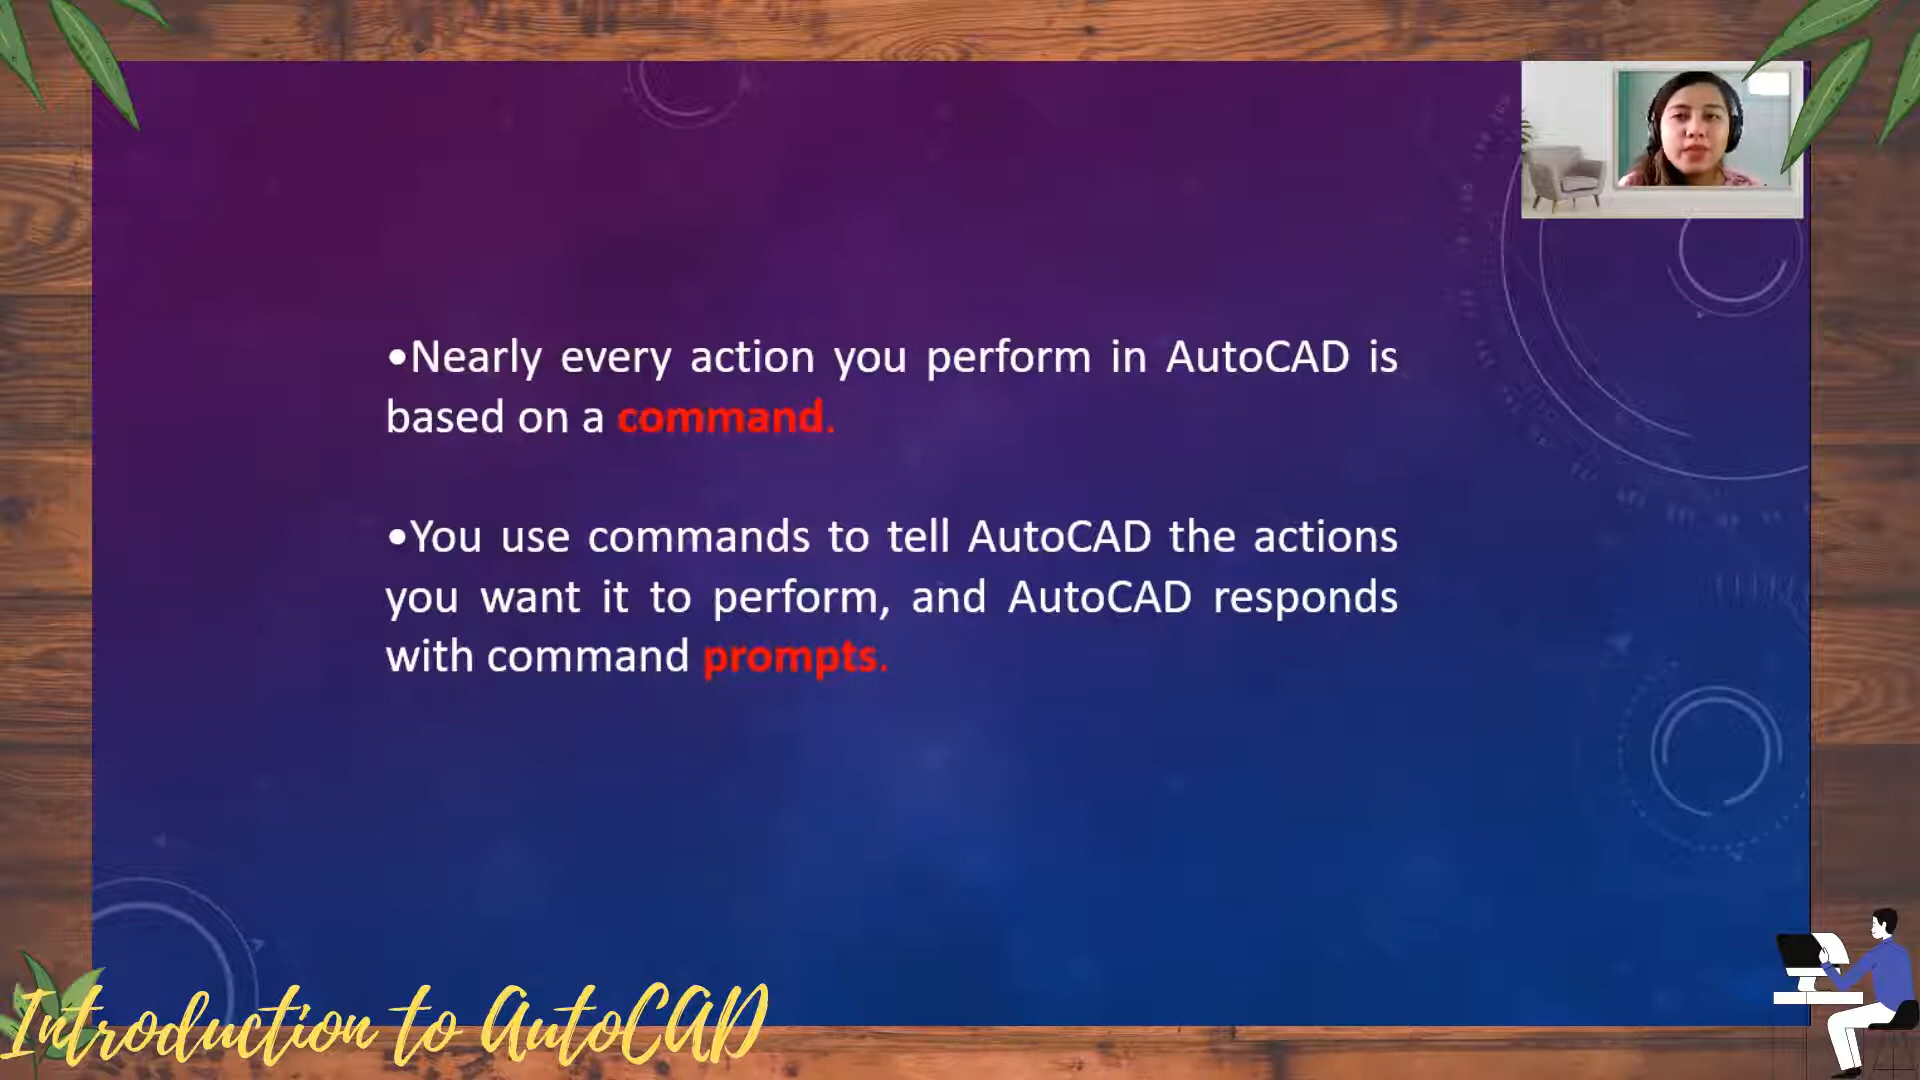 •Nearly every action you perform in AutoCAD is
based on a command.
•You use commands to tell AutoCAD the actions
you want it to perform, and AutoCAD responds
with command prompts.
Introduction to AutoCAD